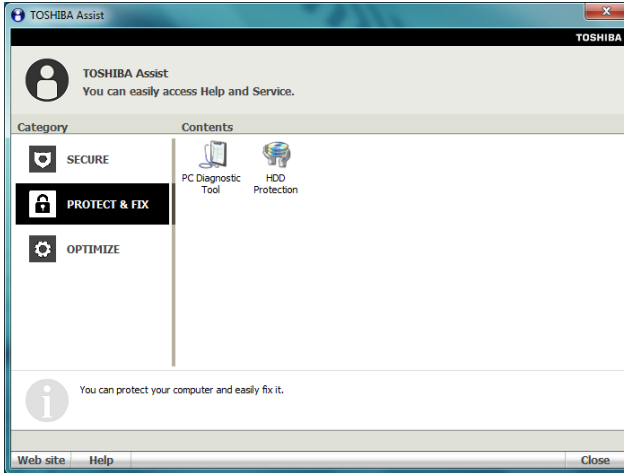 TOSHIBA Assist
TOSHIBA
TOSHIBA Assist
You can easily access Help and Service.
Category
Contents
SECURE
PROTECT & FIX
OPTIMIZE
PC Diagnostic
Tool
HDD
Protection
You can protect your computer and easily fix it.
Web site
Help
Close